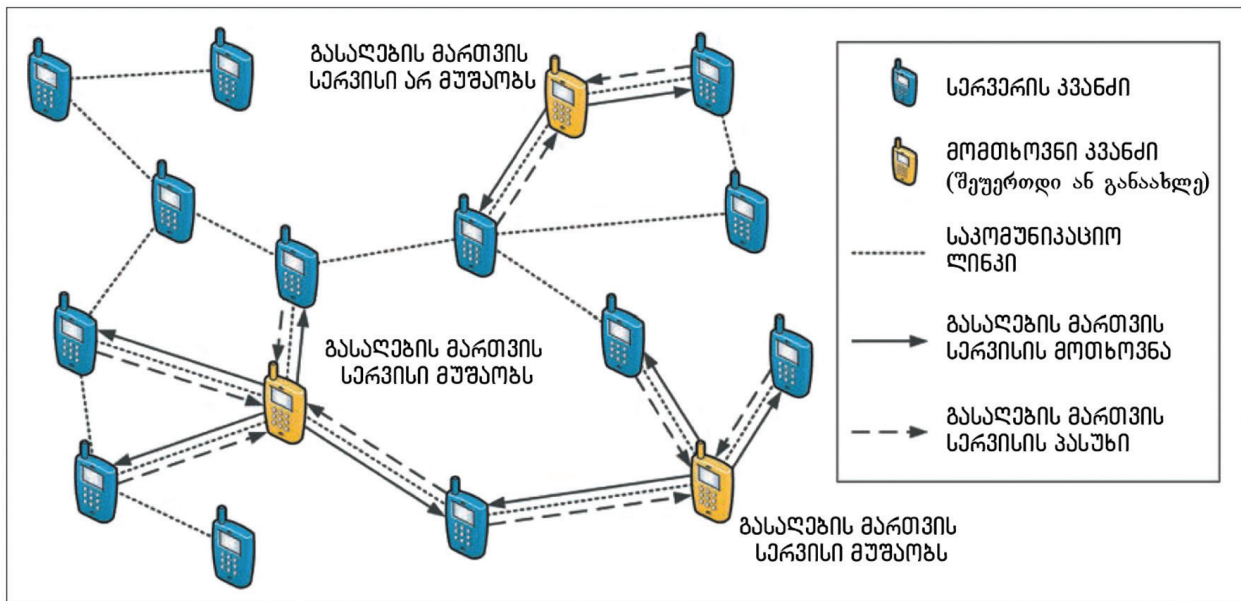 გასაღების მართვის
სერვისი არ მუშაობს
გასაღების მართვის
სერვისი მუშაობს
გასაღების მართვის
სერვისი მუშაობს
სერვერის კვანძი
მომთხოვნი კვანძი
(შეუერთდი ან განაახლე)
საკომუნიკაციო
ლინკი
გასაღების მართვის
სერვისის მოთხოვნა
გასაღების მართვის
სერვისის პასუხი